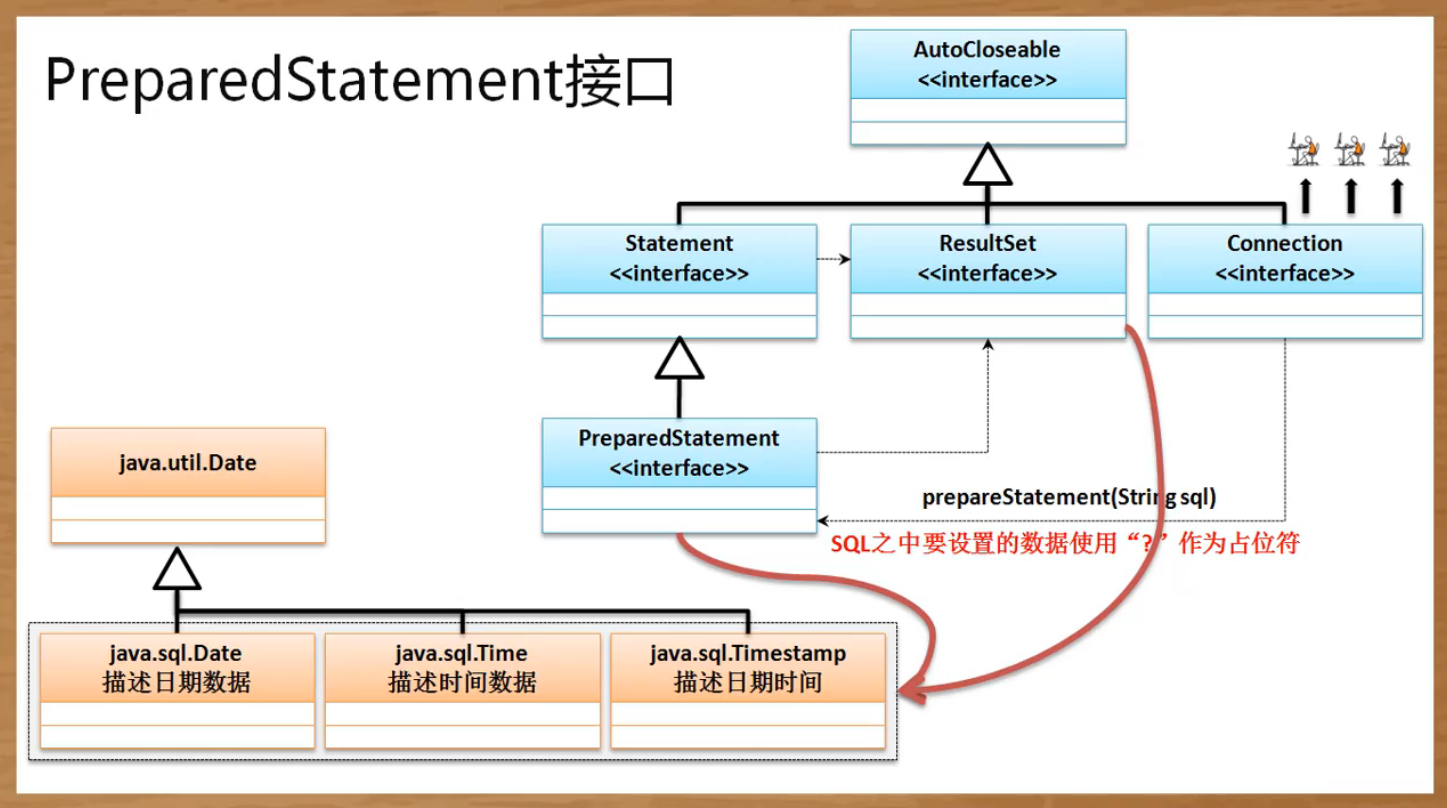 PreparedStatement接口
AutoCloseable
<<interface>>
Statement
<<interface>>
ResultSet
<<interface>>
Connection
<<interface>>
PreparedStatement
<<interface>>
prepareStatement(String sql)
SQL之中要设置的数据使用“?”作为占位符
java.util.Date
java.sql.Date
描述日期数据
java.sql.Time
描述时间数据
java.sql.Timestamp
描述日期时间